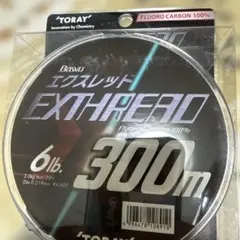 "TORAY"
Innovation by Chemistry
FLUORO CARBON 100%
Bawo
エクスレッド
EXTHREAD
6lb.
300m
"TORAY"